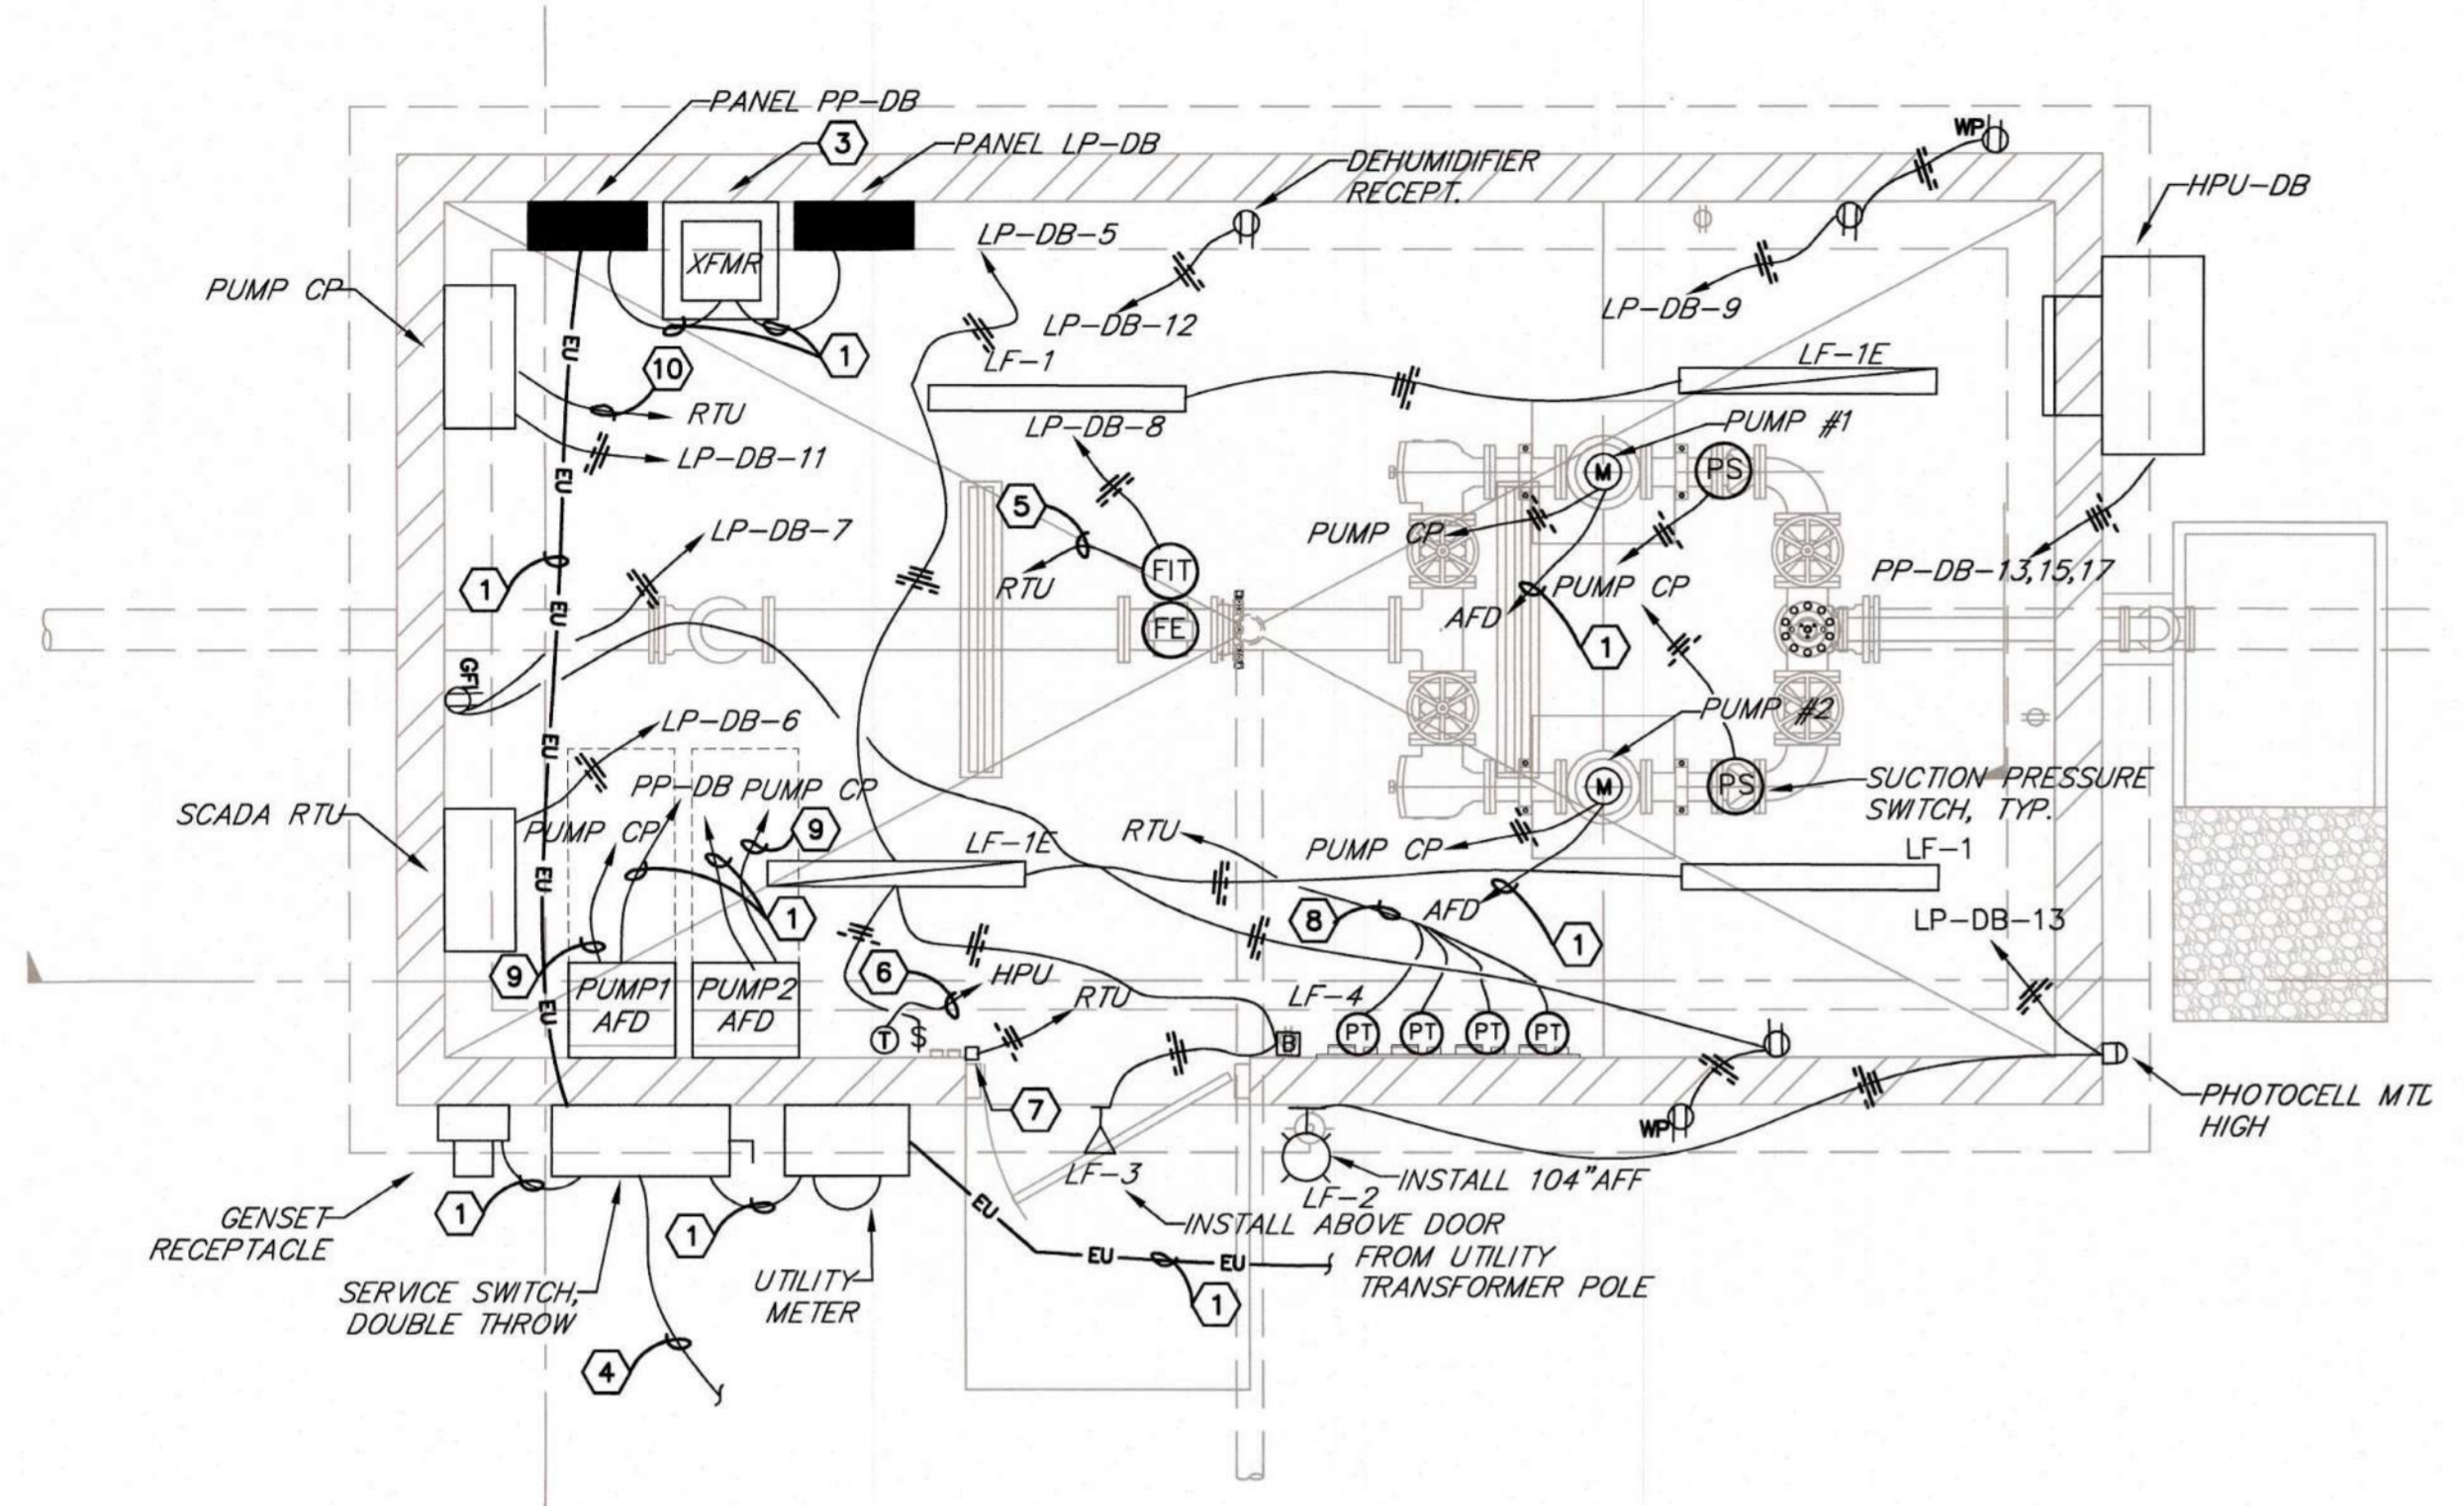 PANEL PP-DB
3
PANEL LP-DB
WP
DEHUMIDIFIER
RECEPT.
HPU-DB
LP-DB-5
XFMR
PUMP CP
LP-DB-12
LP-DB-9
1
10
LF-1
LF-1E
RTU
LP-DB-8
PUMP #1
LP-DB-11
EU
EU
M
PS
5
LP-DB-7
PUMP CP
FIT
RTU
PUMP CP
PP-DB-13,15,17
1
EU
FE
AFD
1
GFI
LP-DB-6
PUMP #2
EU
PP-DB
PUMP CP
M
PS
SUCTION PRESSURE
SWITCH, TYP.
SCADA RTU
PUMP CP
9
RTU
LF-1E
PUMP CP
LF-1
EU
1
8
AFD
1
LP-DB-13
9
PUMP1
AFD
PUMP2
AFD
6
HPU
RTU
LF-4
EU
T
$
B
PT
PT
PT
PT
7
WP
PHOTOCELL MTD
HIGH
LF-3
LF-2
INSTALL 104"AFF
1
1
GENSET
RECEPTACLE
EU
INSTALL ABOVE DOOR
EU
EU
FROM UTILITY
TRANSFORMER POLE
SERVICE SWITCH,
DOUBLE THROW
UTILITY
METER
1
4